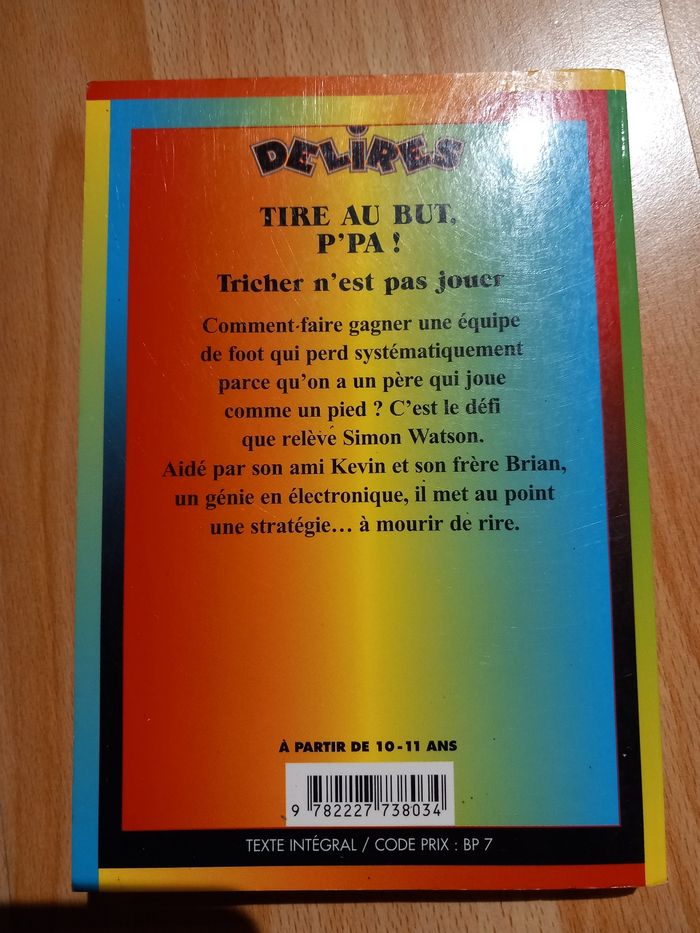 DELIRES
TIRE AU BUT,
P'PA !
Tricher n'est pas jouer
Comment faire gagner une équipe
de foot qui perd systématiquement
parce qu'on a un père qui joue
comme un pied ? C'est le défi
que relève Simon Watson.
Aidé par son ami Kevin et son frère Brian,
un génie en électronique, il met au point
une stratégie... à mourir de rire.
À PARTIR DE 10-11 ANS
9 782227 738034
TEXTE INTÉGRAL / CODE PRIX : BP 7